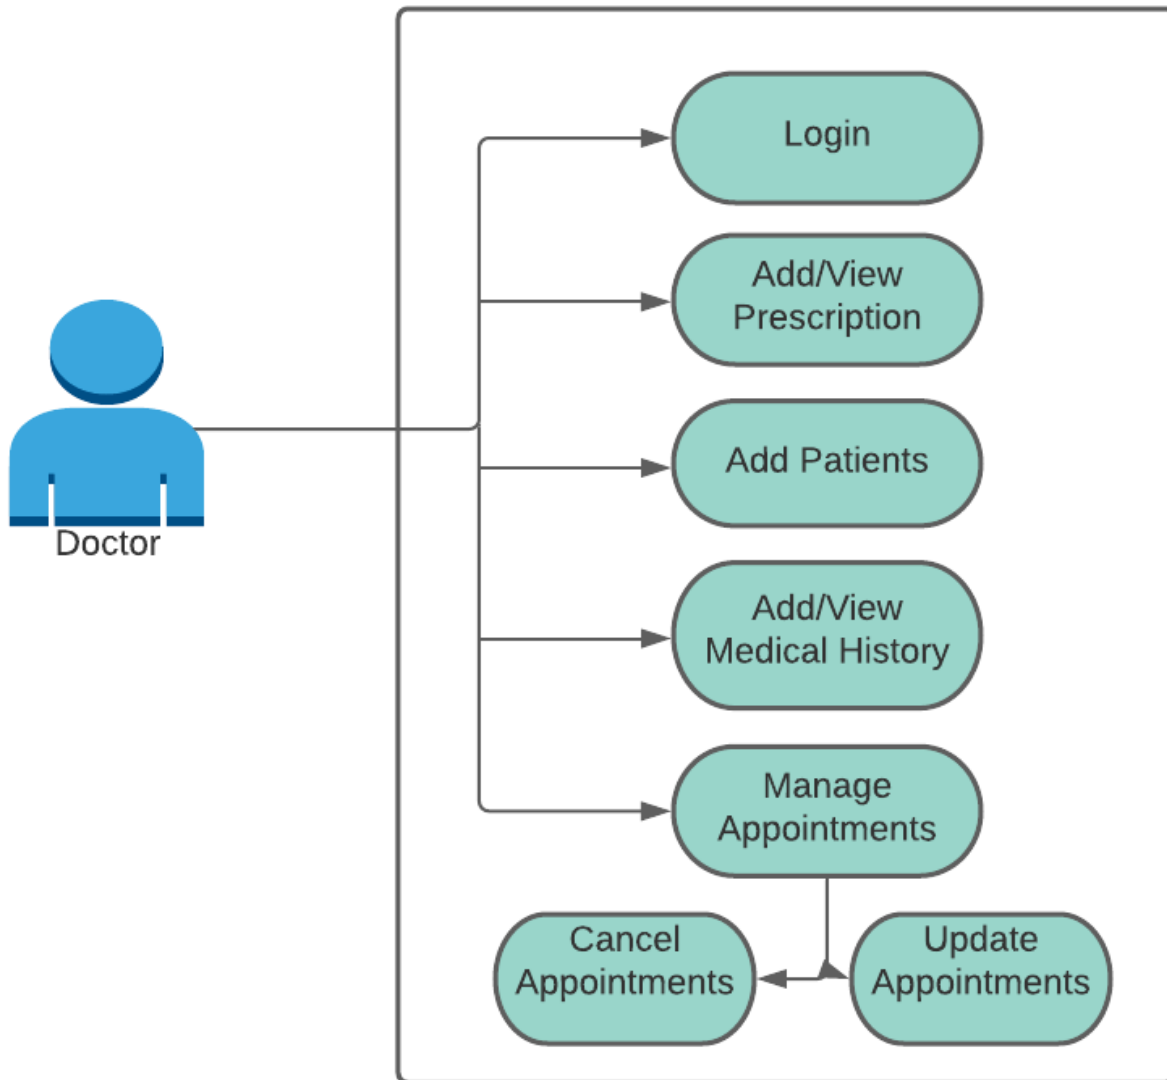 Login
Add/View
Prescription
Add Patients
Doctor
Add/View
Medical History
Manage
Appointments
Cancel
Appointments
Update
Appointments